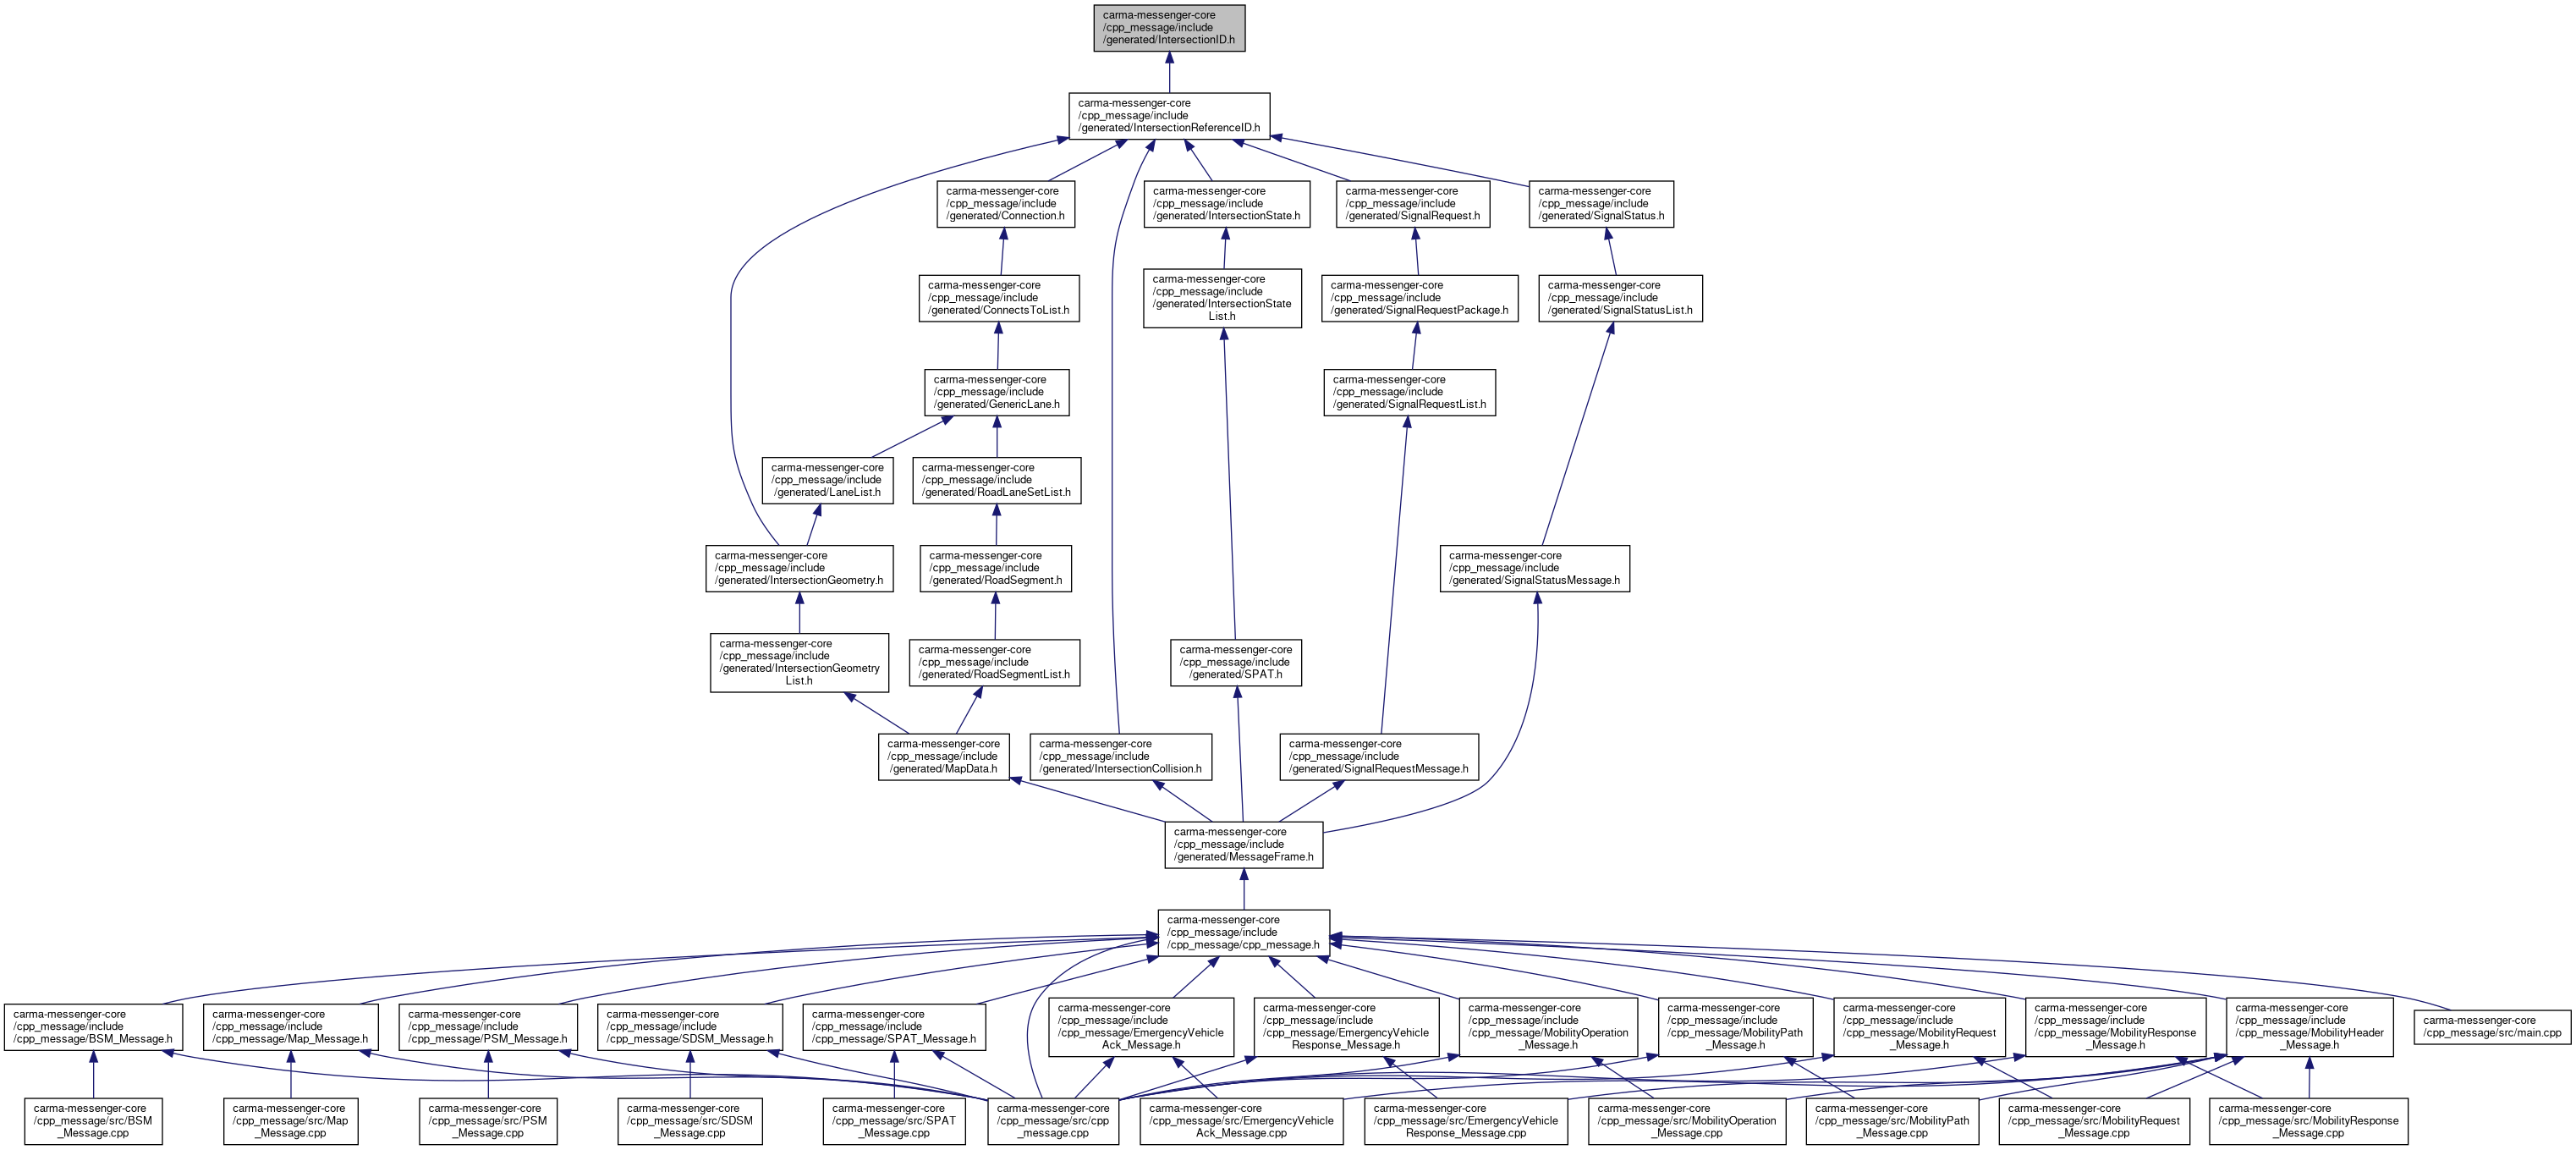 carma-messenger-core
/cpp_message/include
/generated/IntersectionID.h
carma-messenger-core
/cpp_message/include
/generated/IntersectionReferenceID.h
carma-messenger-core
/cpp_message/include
/generated/Connection.h
carma-messenger-core
/cpp_message/include
/generated/IntersectionState.h
carma-messenger-core
/cpp_message/include
/generated/SignalRequest.h
carma-messenger-core
/cpp_message/include
/generated/SignalStatus.h
carma-messenger-core
/cpp_message/include
/generated/ConnectsToList.h
carma-messenger-core
/cpp_message/include
/generated/IntersectionState
List.h
carma-messenger-core
/cpp_message/include
/generated/SignalRequestPackage.h
carma-messenger-core
/cpp_message/include
/generated/SignalStatusList.h
carma-messenger-core
/cpp_message/include
/generated/GenericLane.h
carma-messenger-core
/cpp_message/include
/generated/SignalRequestList.h
carma-messenger-core
/cpp_message/include
/generated/LaneList.h
carma-messenger-core
/cpp_message/include
/generated/RoadLaneSetList.h
carma-messenger-core
/cpp_message/include
/generated/IntersectionGeometry.h
carma-messenger-core
/cpp_message/include
/generated/RoadSegment.h
carma-messenger-core
/cpp_message/include
/generated/SignalStatusMessage.h
carma-messenger-core
/cpp_message/include
/generated/IntersectionGeometry
List.h
carma-messenger-core
/cpp_message/include
/generated/RoadSegmentList.h
carma-messenger-core
/cpp_message/include
/generated/SPAT.h
carma-messenger-core
/cpp_message/include
/generated/MapData.h
carma-messenger-core
/cpp_message/include
/generated/IntersectionCollision.h
carma-messenger-core
/cpp_message/include
/generated/SignalRequestMessage.h
carma-messenger-core
/cpp_message/include
/generated/MessageFrame.h
carma-messenger-core
/cpp_message/include
/cpp_message/cpp_message.h
carma-messenger-core
/cpp_message/include
/cpp_message/BSM_Message.h
carma-messenger-core
/cpp_message/include
/cpp_message/Map_Message.h
carma-messenger-core
/cpp_message/include
/cpp_message/PSM_Message.h
carma-messenger-core
/cpp_message/include
/cpp_message/SDSM_Message.h
carma-messenger-core
/cpp_message/include
/cpp_message/SPAT_Message.h
carma-messenger-core
/cpp_message/include
/cpp_message/EmergencyVehicle
Ack_Message.h
carma-messenger-core
/cpp_message/include
/cpp_message/EmergencyVehicle
Response_Message.h
carma-messenger-core
/cpp_message/include
/cpp_message/MobilityOperation
_Message.h
carma-messenger-core
/cpp_message/include
/cpp_message/MobilityPath
_Message.h
carma-messenger-core
/cpp_message/include
/cpp_message/MobilityRequest
_Message.h
carma-messenger-core
/cpp_message/include
/cpp_message/MobilityResponse
_Message.h
carma-messenger-core
/cpp_message/include
/cpp_message/MobilityHeader
_Message.h
carma-messenger-core
/cpp_message/src/main.cpp
carma-messenger-core
/cpp_message/src/BSM
_Message.cpp
carma-messenger-core
/cpp_message/src/Map
_Message.cpp
carma-messenger-core
/cpp_message/src/PSM
_Message.cpp
carma-messenger-core
/cpp_message/src/SDSM
_Message.cpp
carma-messenger-core
/cpp_message/src/SPAT
_Message.cpp
carma-messenger-core
/cpp_message/src/cpp
_message.cpp
carma-messenger-core
/cpp_message/src/EmergencyVehicle
Ack_Message.cpp
carma-messenger-core
/cpp_message/src/EmergencyVehicle
Response_Message.cpp
carma-messenger-core
/cpp_message/src/MobilityOperation
_Message.cpp
carma-messenger-core
/cpp_message/src/MobilityPath
_Message.cpp
carma-messenger-core
/cpp_message/src/MobilityRequest
_Message.cpp
carma-messenger-core
/cpp_message/src/MobilityResponse
_Message.cpp